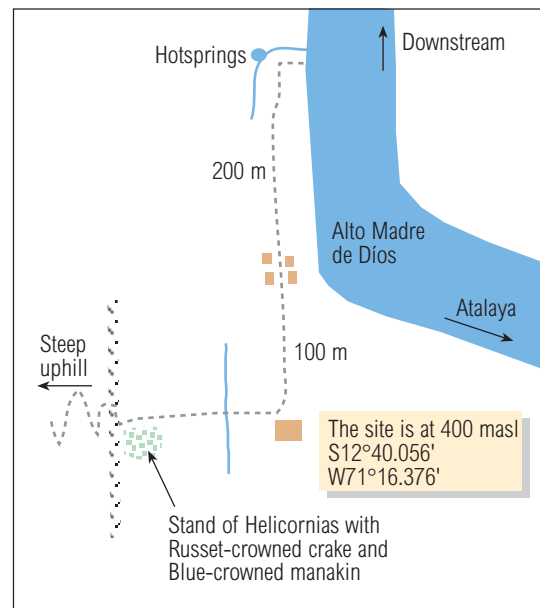 Hotsprings
Downstream
200 m
Alto Madre
de Díos
Atalaya
100 m
Steep
uphill
The site is at 400 masl
S12°40.056'
W71°16.376'
Stand of Helicornias with
Russet-crowned crake and
Blue-crowned manakin